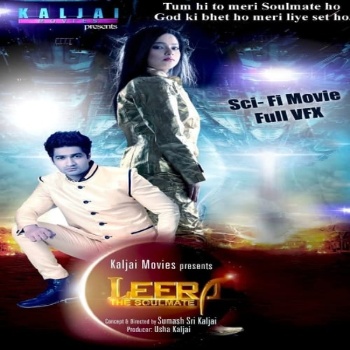 KALJAI
presents
Tum hi to meri Soulmate ho
God ki bhet ho meri liye set ho.
Sci- Fi Movie
Full VFX
Kaljai Movies presents
LEERA
THE SOULMATE
Concept & Directed by Sumash Sri Kaljai
Producer: Usha Kaljai